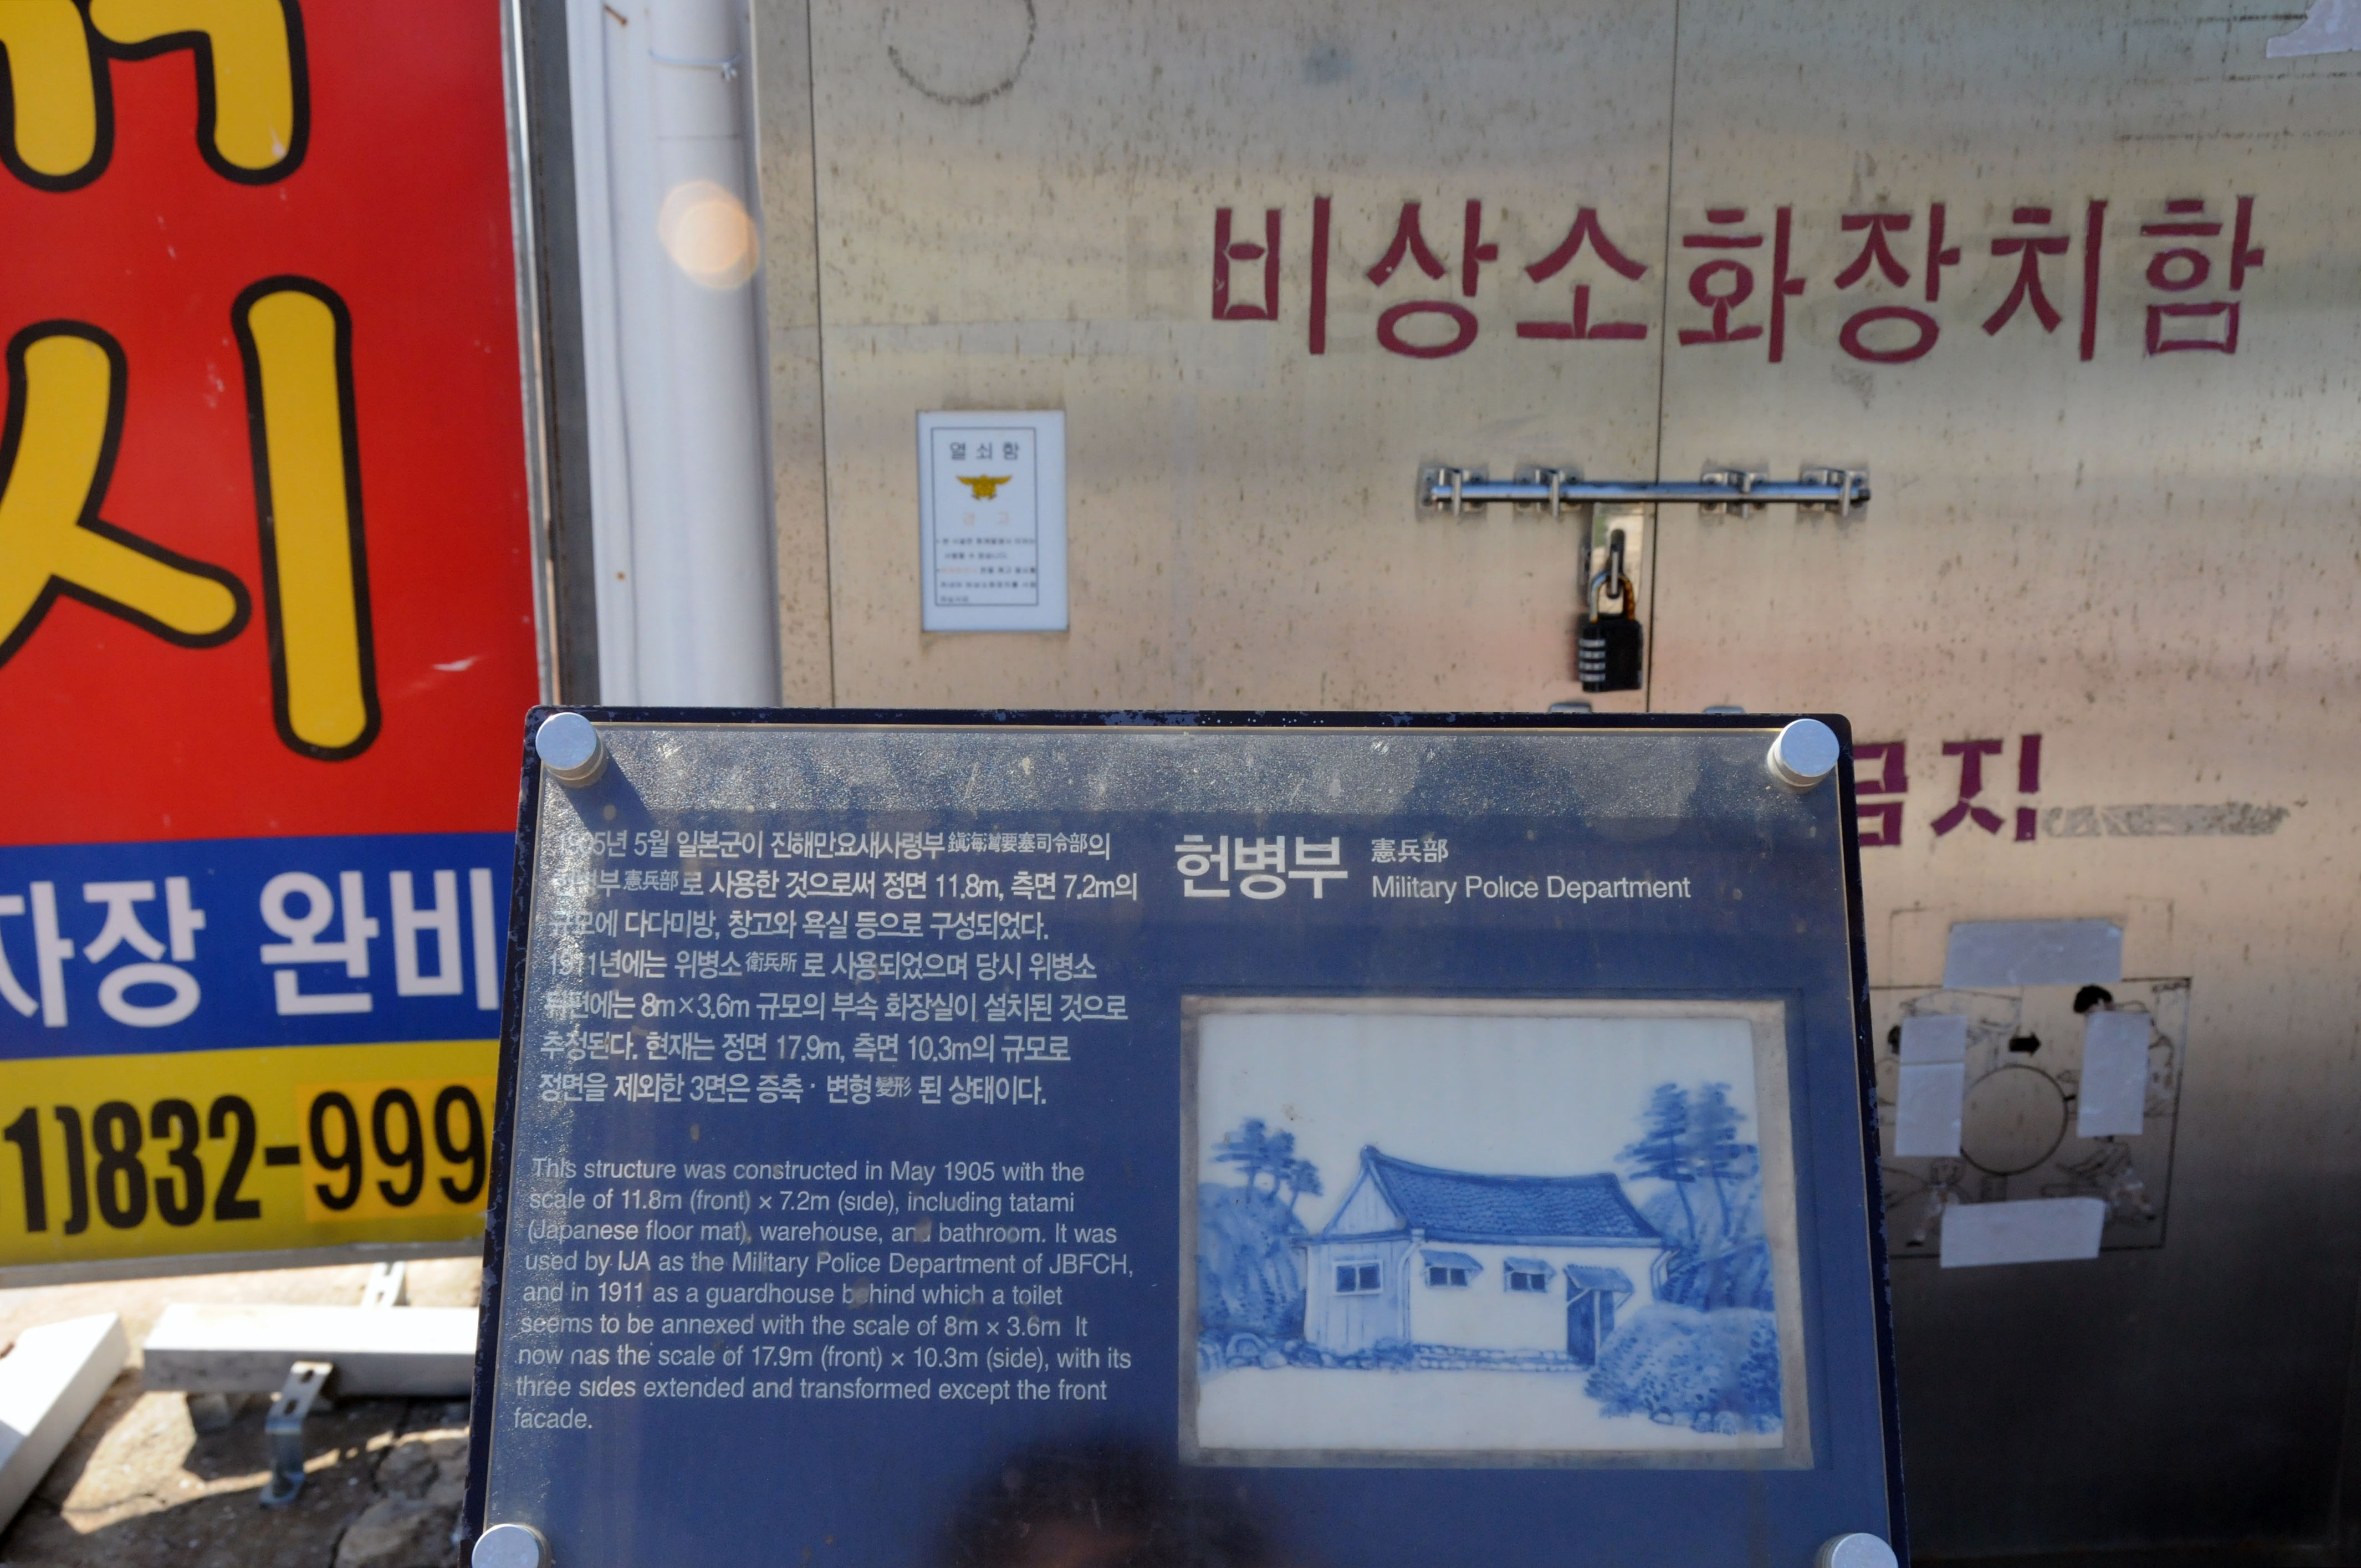 시
차장 완비
1)832-999
비상소화장치함
열쇠함
금지
1905년 5월 일본군이 진해만요새사령부鎭海灣要塞司令部의
헌병부憲兵部로 사용한 것으로써 정면 11.8m, 측면 7.2m의
규모에 다다미방, 창고와 욕실 등으로 구성되었다.
1911년에는 위병소衛兵所로 사용되었으며 당시 위병소
뒤편에는 8m×3.6m 규모의 부속 화장실이 설치된 것으로
추정된다. 현재는 정면 17.9m, 측면 10.3m의 규모로
정면을 제외한 3면은 증축·변형變形된 상태이다.
This structure was constructed in May 1905 with the
scale of 11.8m (front) × 7.2m (side), including tatami
(Japanese floor mat), warehouse, and bathroom. It was
used by IJA as the Military Police Department of JBFCH,
and in 1911 as a guardhouse behind which a toilet
seems to be annexed with the scale of 8m × 3.6m It
now has the scale of 17.9m (front) × 10.3m (side), with its
three sides extended and transformed except the front
facade.
헌병부 憲兵部
Military Police Department